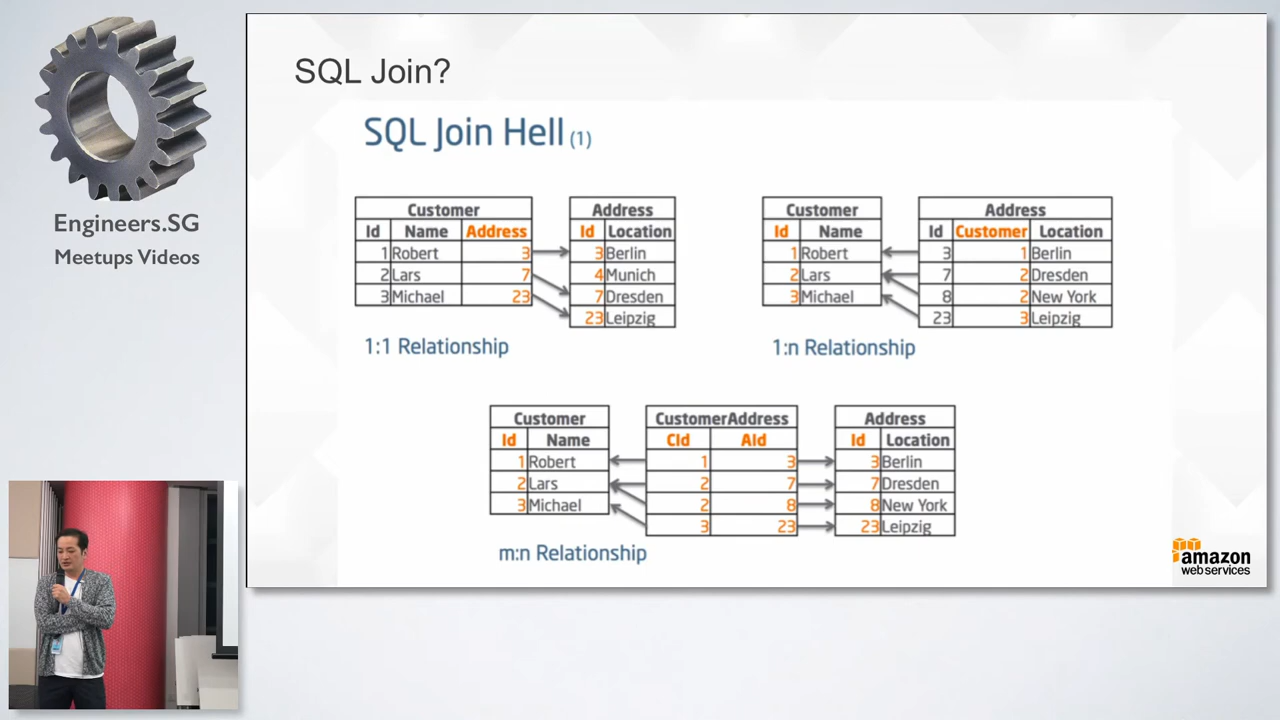 Engineers.SG
Meetups Videos
SQL Join?
SQL Join Hell (1)
Customer
Id Name Address
1 Robert 3
2 Lars 7
3 Michael 23
Address
Id Location
3 Berlin
4 Munich
7 Dresden
23 Leipzig
1:1 Relationship
Customer
Id Name
1 Robert
2 Lars
3 Michael
Address
Id Customer Location
3 1 Berlin
7 2 Dresden
8 2 New York
23 3 Leipzig
1:n Relationship
Customer
Id Name
1 Robert
2 Lars
3 Michael
CustomerAddress
CId AId
1 3
2 7
2 8
3 23
Address
Id Location
3 Berlin
7 Dresden
8 New York
23 Leipzig
m:n Relationship
amazon
web services